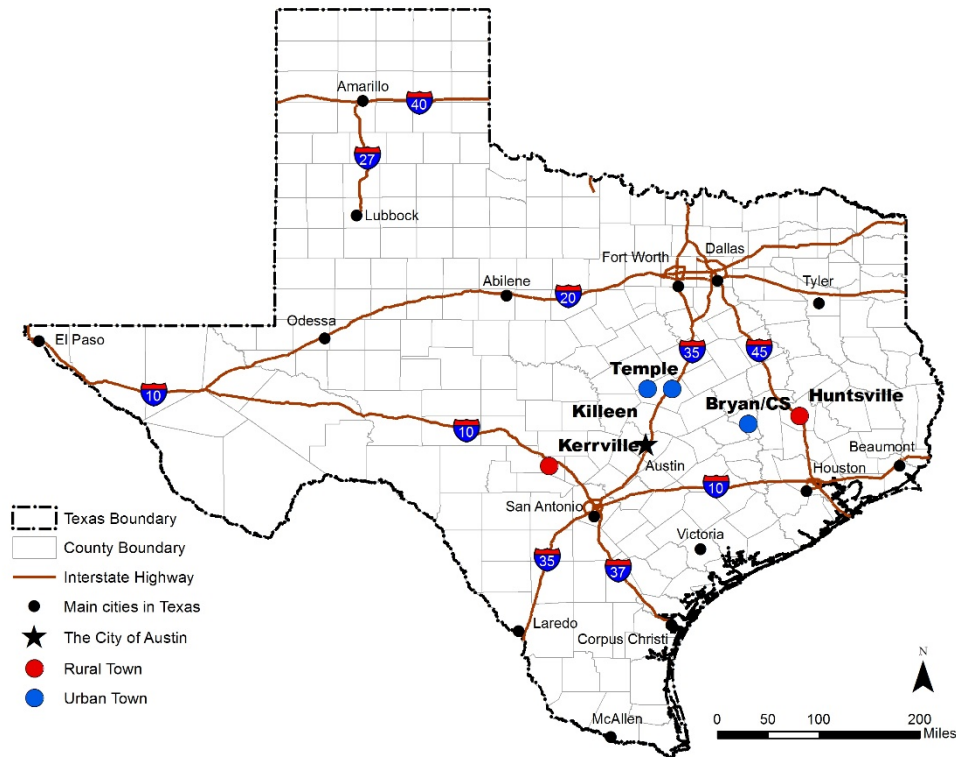 Amarillo
40
27
Lubbock
Dallas
Fort Worth
Abilene
Tyler
20
Odessa
El Paso
35
45
Temple
10
Killeen
Bryan/CS
Huntsville
10
Kerrville
Austin
Beaumont
Houston
10
San Antonio
Victoria
35
37
Laredo
Corpus Christi
McAllen
Texas Boundary
County Boundary
Interstate Highway
Main cities in Texas
The City of Austin
Rural Town
Urban Town
N
0 50 100 200
Miles